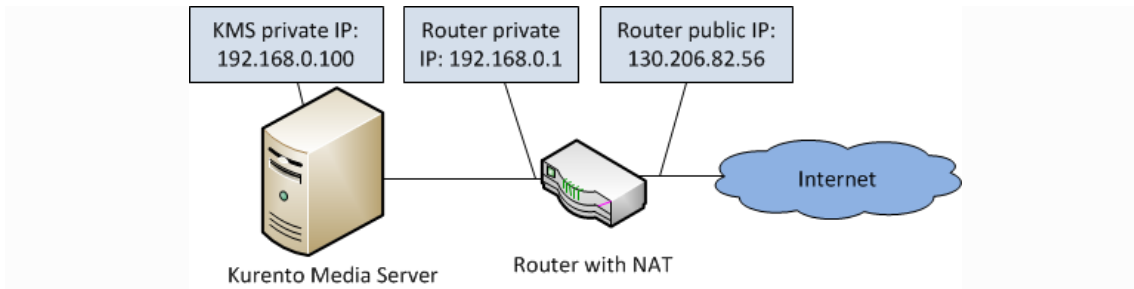 KMS private IP:
192.168.0.100
Router private
IP: 192.168.0.1
Router public IP:
130.206.82.56
Internet
Kurento Media Server
Router with NAT